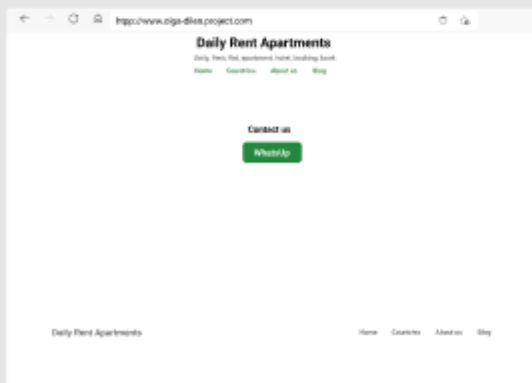 Daily Rent Apartments
Daily, Rent, flat, apartment, hotel, booking, book
Home Countries About us Blog
Contact us
WhatsUp
Daily Rent Apartments
Home Countries About us Blog